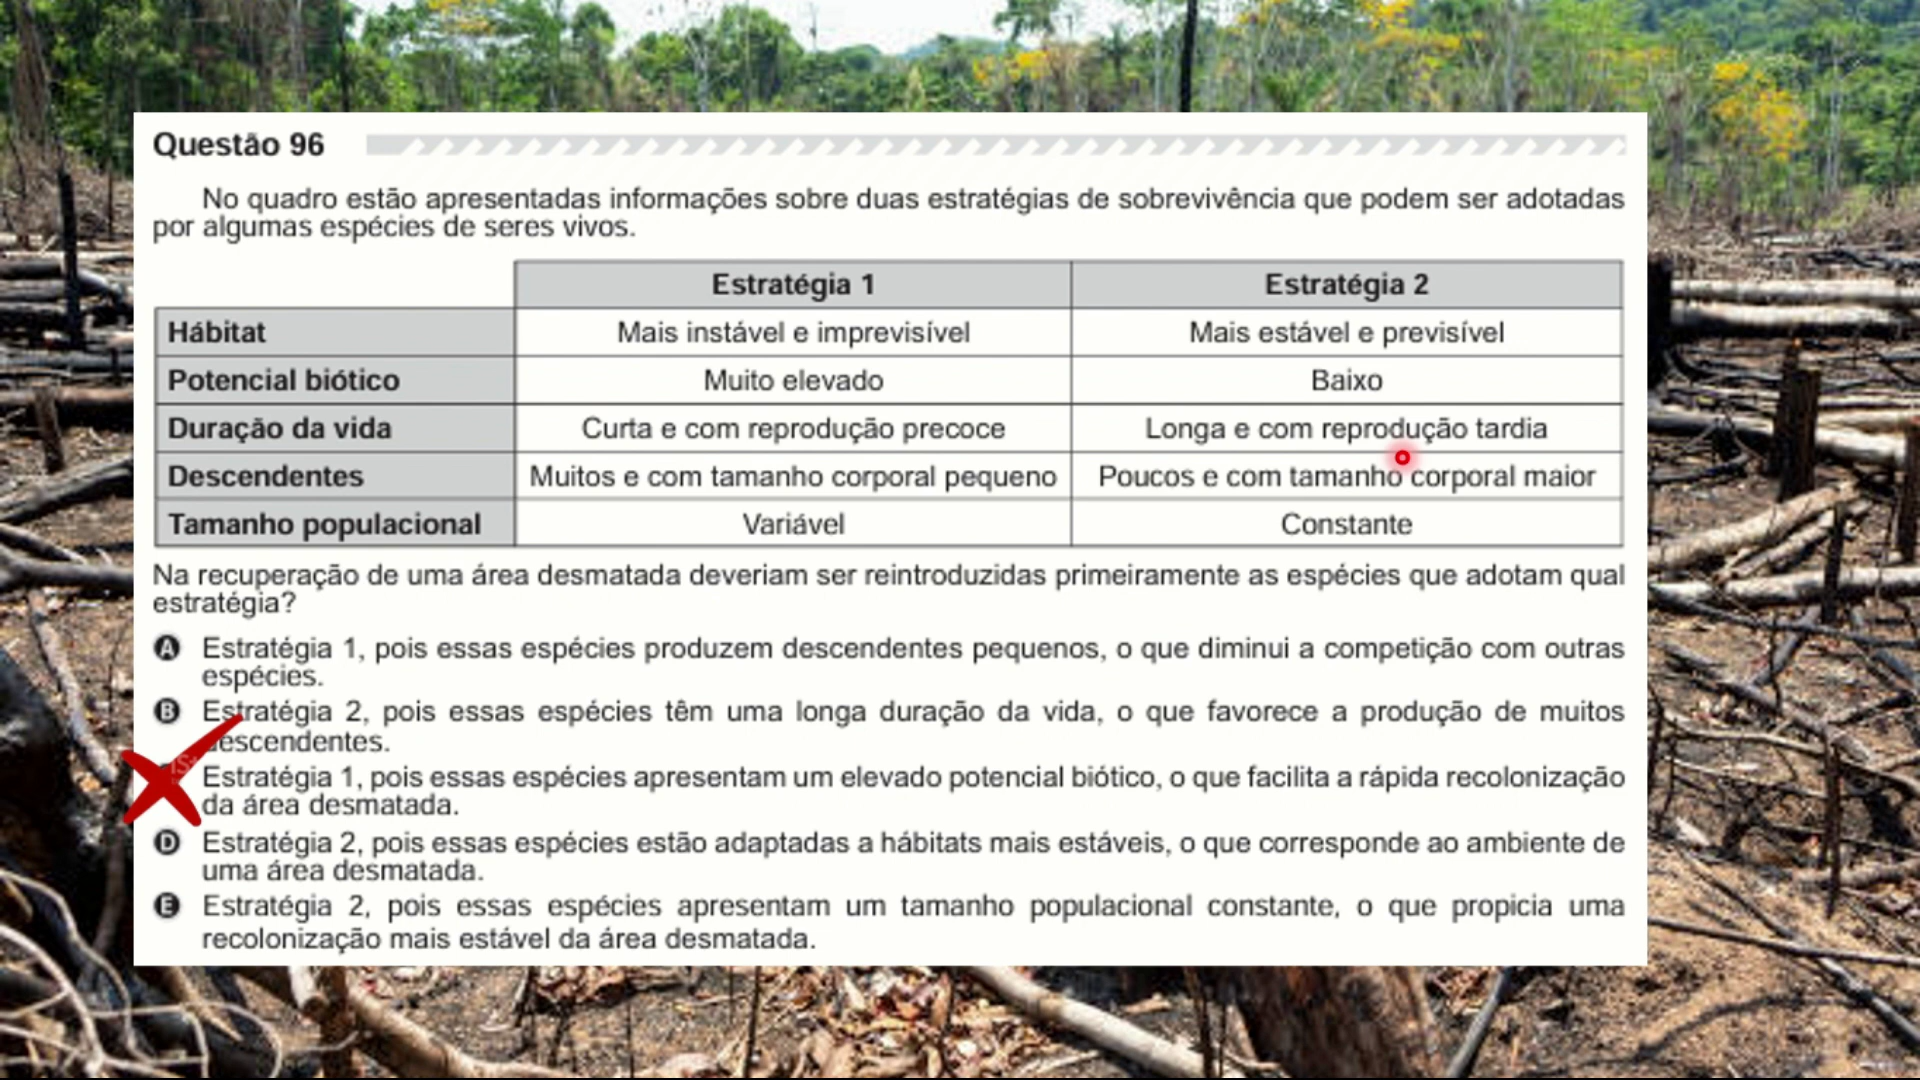 Questão 96
No quadro estão apresentadas informações sobre duas estratégias de sobrevivência que podem ser adotadas
por algumas espécies de seres vivos.
Estratégia 1 Estratégia 2
Hábitat Mais instável e imprevisível Mais estável e previsível
Potencial biótico Muito elevado Baixo
Duração da vida Curta e com reprodução precoce Longa e com reprodução tardia
Descendentes Muitos e com tamanho corporal pequeno Poucos e com tamanho corporal maior
Tamanho populacional Variável Constante
Na recuperação de uma área desmatada deveriam ser reintroduzidas primeiramente as espécies que adotam qual
estratégia?
A Estratégia 1, pois essas espécies produzem descendentes pequenos, o que diminui a competição com outras
espécies.
B Estratégia 2, pois essas espécies têm uma longa duração da vida, o que favorece a produção de muitos
descendentes.
Estratégia 1, pois essas espécies apresentam um elevado potencial biótico, o que facilita a rápida recolonização
da área desmatada.
D Estratégia 2, pois essas espécies estão adaptadas a hábitats mais estáveis, o que corresponde ao ambiente de
uma área desmatada.
E Estratégia 2, pois essas espécies apresentam um tamanho populacional constante, o que propicia uma
recolonização mais estável da área desmatada.